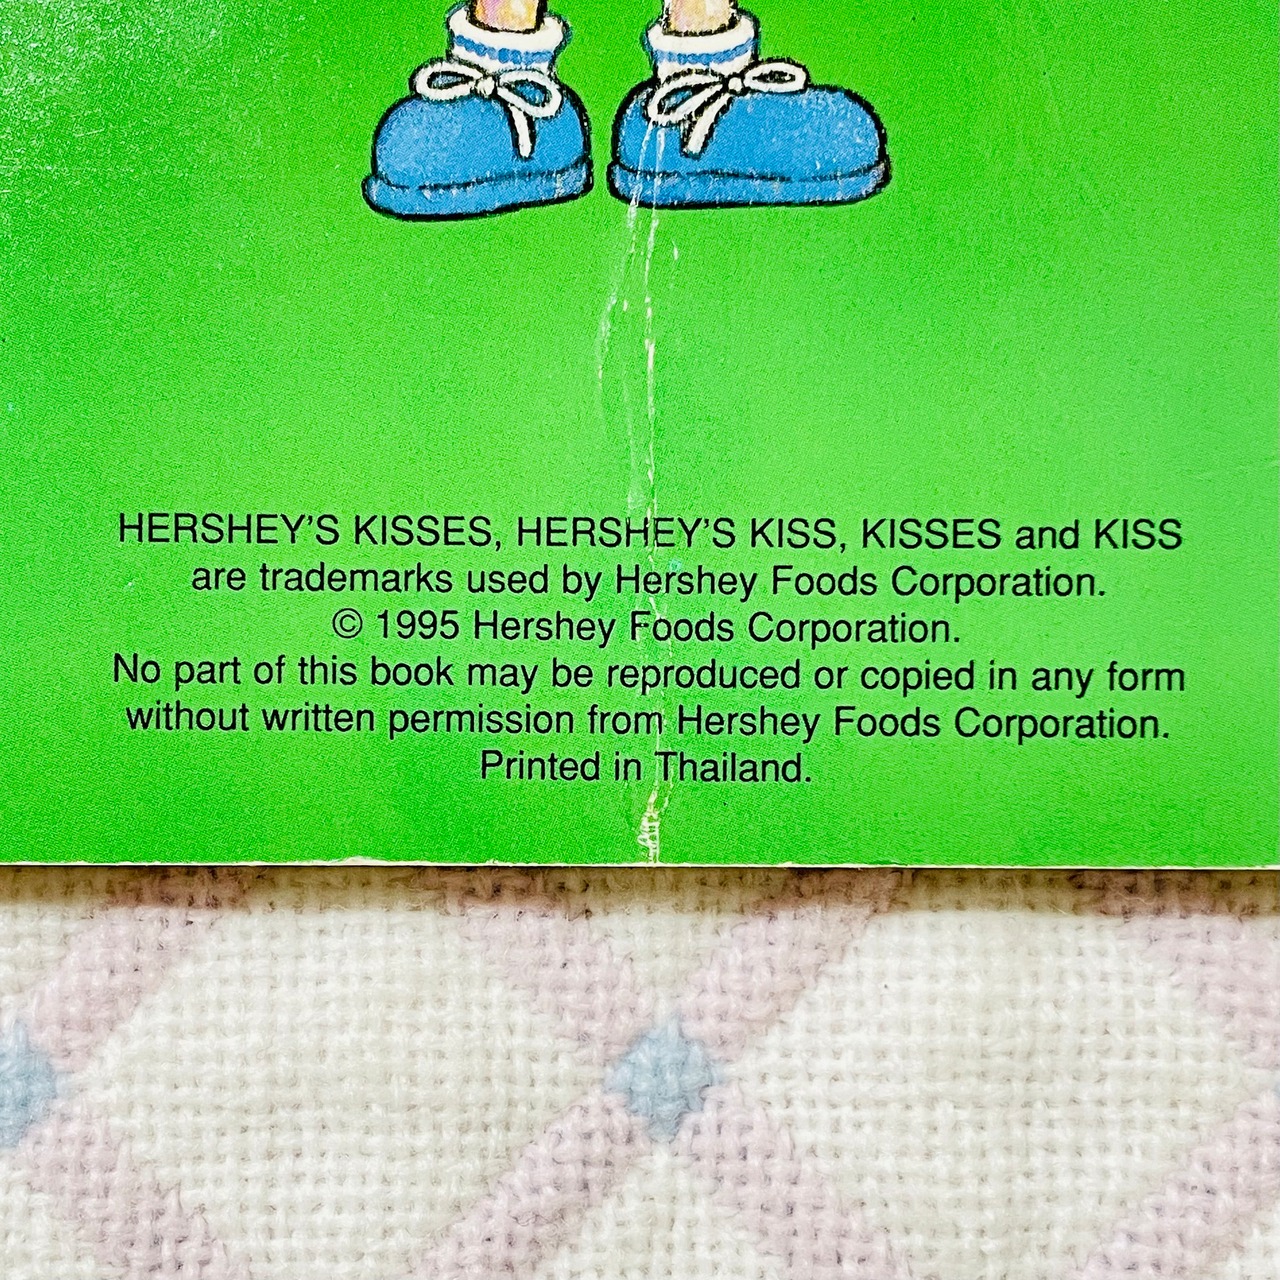 HERSHEY'S KISSES, HERSHEY'S KISS, KISSES and KISS
are trademarks used by Hershey Foods Corporation.
© 1995 Hershey Foods Corporation.
No part of this book may be reproduced or copied in any form
without written permission from Hershey Foods Corporation.
Printed in Thailand.